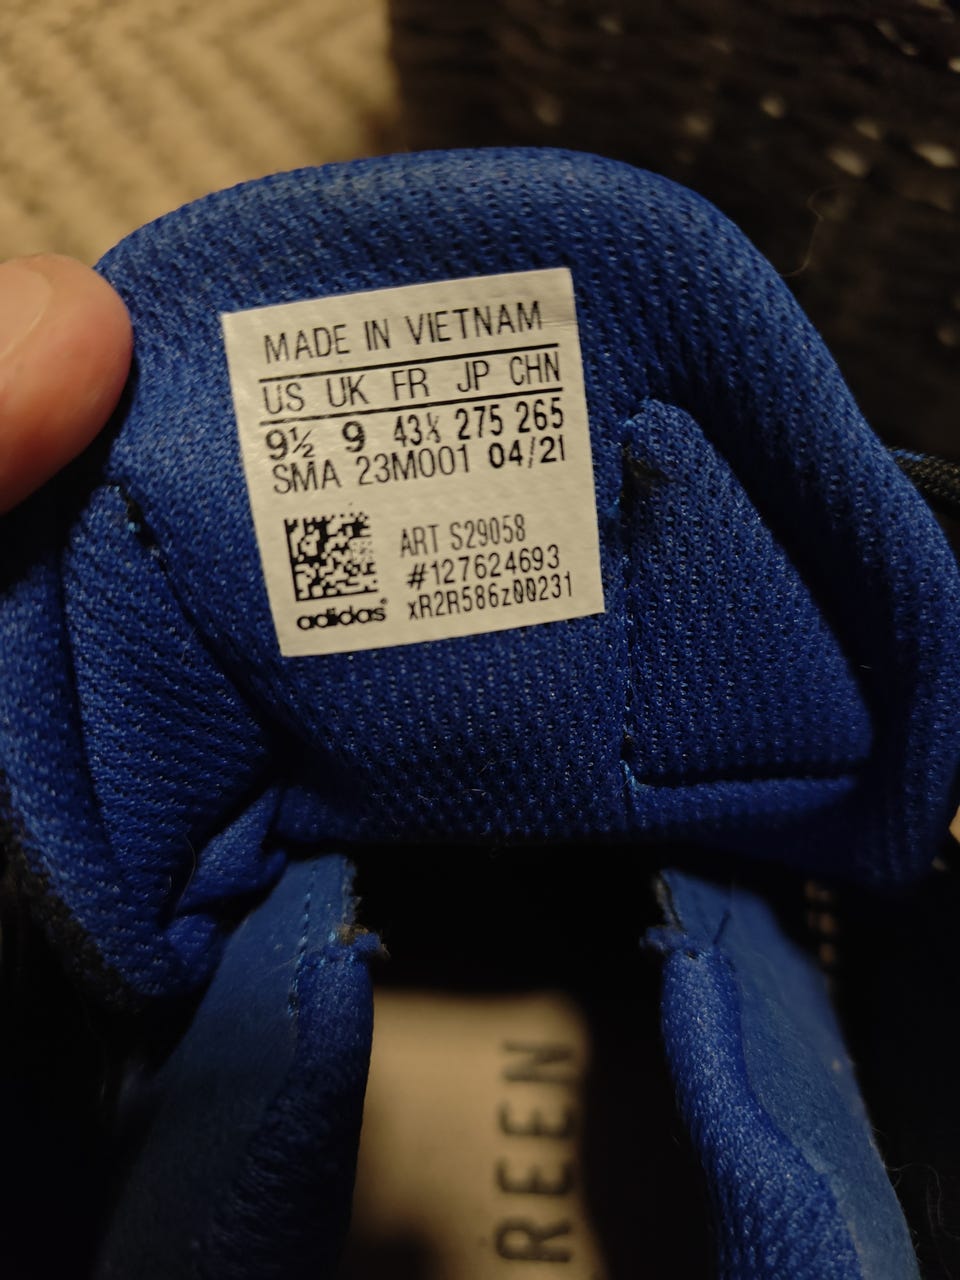 MADE IN VIETNAM
US UK FR JP CHN
9½ 9 43⅓ 275 265
SMA 23M001 04/21
ART S29058
#127624693
xR2R586z00231
adidas®
REEN